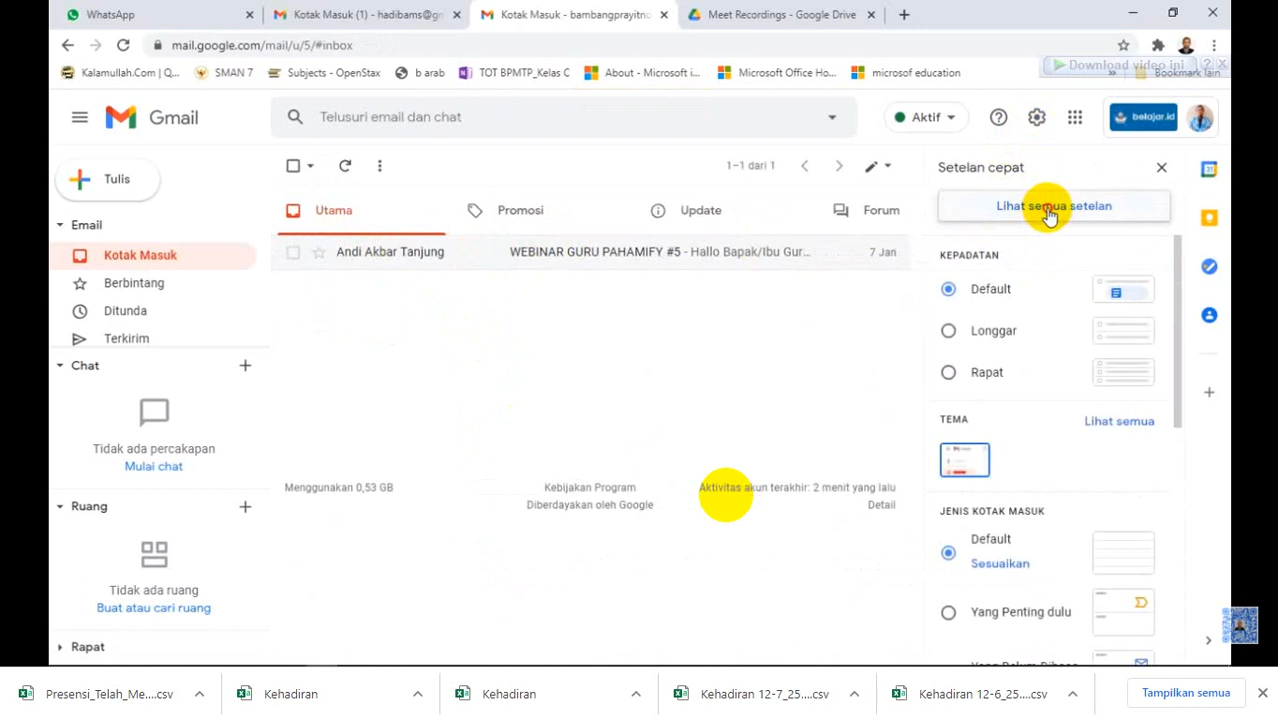 WhatsApp
Kotak Masuk (1) - hadibams@gr
Kotak Masuk - bambangprayitno
Meet Recordings - Google Drive
mail.google.com/mail/u/5/#inbox
Kalamullah.Com | Q...
SMAN 7
Subjects - OpenStax
b arab
TOT BPMTP_Kelas C
About - Microsoft i...
Microsoft Office Ho...
microsof education
Download video ini
?
Bookmark lain
Gmail
Telusuri email dan chat
Aktif
belajar.id
Tulis
1–1 dari 1
Setelan cepat
Lihat semua setelan
Email
Kotak Masuk
Berbintang
Ditunda
Terkirim
Utama
Promosi
Update
Forum
Andi Akbar Tanjung
WEBINAR GURU PAHAMIFY #5 - Hallo Bapak/Ibu Gur...
7 Jan
KEPADATAN
Default
Longgar
Rapat
TEMA
Lihat semua
Chat
Tidak ada percakapan
Mulai chat
Menggunakan 0,53 GB
Kebijakan Program
Diberdayakan oleh Google
Aktivitas akun terakhir: 2 menit yang lalu
Detail
JENIS KOTAK MASUK
Default
Sesuaikan
Yang Penting dulu
Ruang
Tidak ada ruang
Buat atau cari ruang
Rapat
Presensi_Telah_Me....csv
Kehadiran
Kehadiran
Kehadiran 12-7_25....csv
Kehadiran 12-6_25....csv
Tampilkan semua